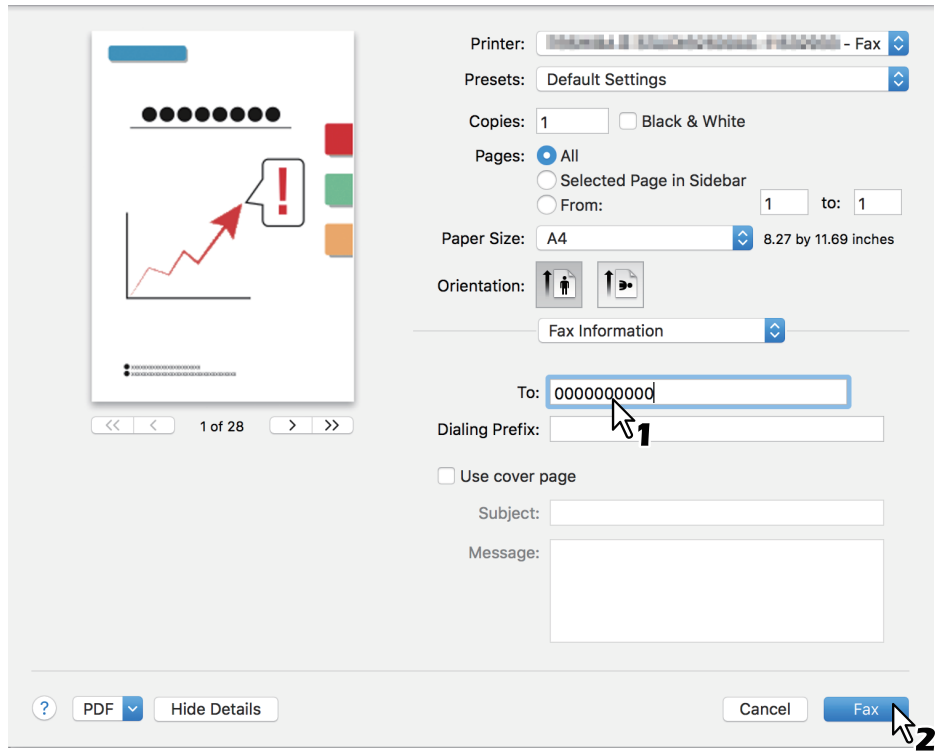 Printer: - Fax
Presets: Default Settings
Copies: 1 Black & White
Pages: All
Selected Page in Sidebar
From: 1 to: 1
Paper Size: A4 8.27 by 11.69 inches
Orientation:
Fax Information
To: 0000000000
1
Dialing Prefix:
Use cover page
Subject:
Message:
!
<< < 1 of 28 > >>
? PDF Hide Details Cancel Fax
2